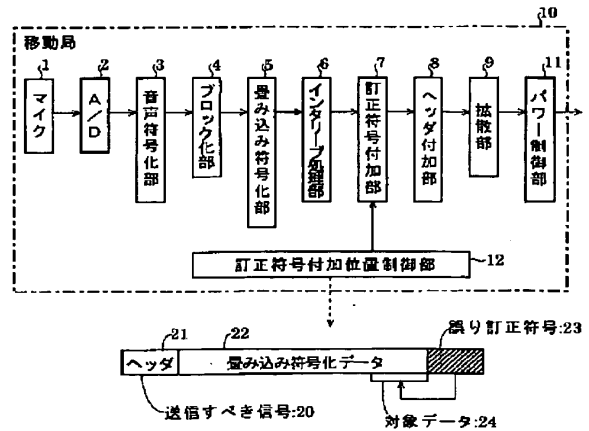 10
移動局
1
2
3
4
5
6
7
8
9
11
マイク
A/D
音声符号化部
ブロック化部
畳み込み符号化部
インタリーブ処理部
訂正符号付加部
ヘッダ付加部
拡散部
パワー制御部
訂正符号付加位置制御部
12
21
22
誤り訂正符号:23
ヘッダ
畳み込み符号化データ
送信すべき信号:20
対象データ:24